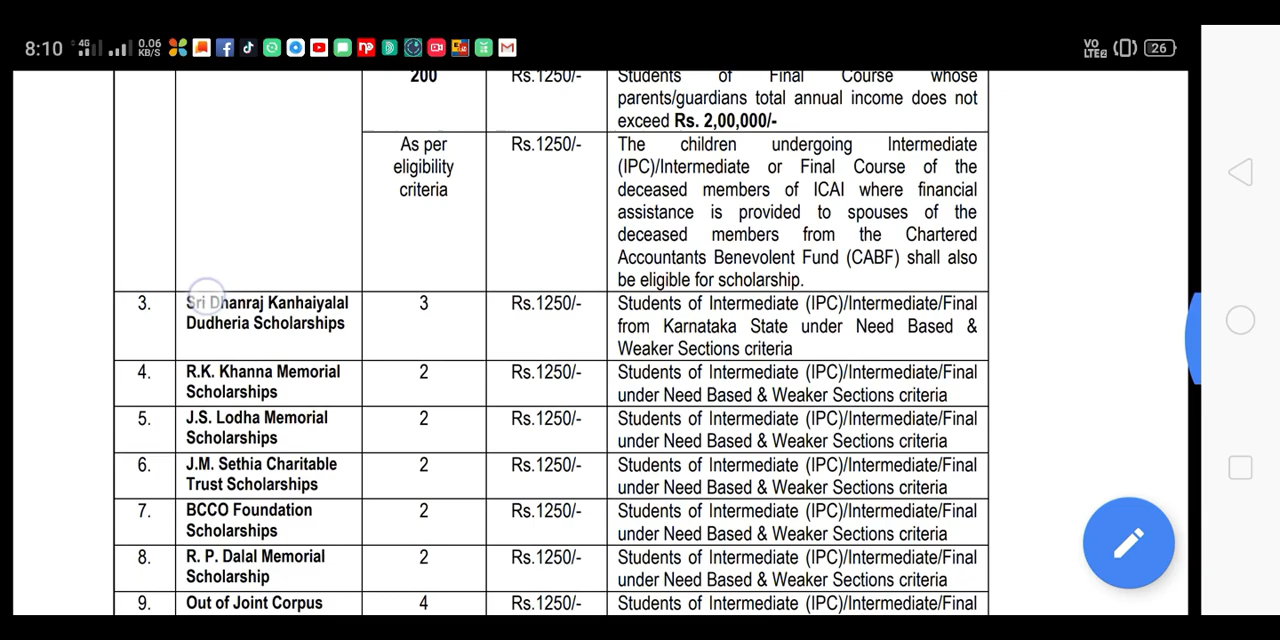 8:10
4G
0.06
KB/S
VO
LTE2
26
200
Rs.1250/-
Students of Final Course whose
parents/guardians total annual income does not
exceed Rs. 2,00,000/-
As per
eligibility
criteria
Rs.1250/-
The children undergoing Intermediate
(IPC)/Intermediate or Final Course of the
deceased members of ICAI where financial
assistance is provided to spouses of the
deceased members from the Chartered
Accountants Benevolent Fund (CABF) shall also
be eligible for scholarship.
3.
Sri Dhanraj Kanhaiyalal
Dudheria Scholarships
3
Rs.1250/-
Students of Intermediate (IPC)/Intermediate/Final
from Karnataka State under Need Based &
Weaker Sections criteria
4.
R.K. Khanna Memorial
Scholarships
2
Rs.1250/-
Students of Intermediate (IPC)/Intermediate/Final
under Need Based & Weaker Sections criteria
5.
J.S. Lodha Memorial
Scholarships
2
Rs.1250/-
Students of Intermediate (IPC)/Intermediate/Final
under Need Based & Weaker Sections criteria
6.
J.M. Sethia Charitable
Trust Scholarships
2
Rs.1250/-
Students of Intermediate (IPC)/Intermediate/Final
under Need Based & Weaker Sections criteria
7.
BCCO Foundation
Scholarships
2
Rs.1250/-
Students of Intermediate (IPC)/Intermediate/Final
under Need Based & Weaker Sections criteria
8.
R. P. Dalal Memorial
Scholarship
2
Rs.1250/-
Students of Intermediate (IPC)/Intermediate/Final
under Need Based & Weaker Sections criteria
9.
Out of Joint Corpus
4
Rs.1250/-
Students of Intermediate (IPC)/Intermediate/Final